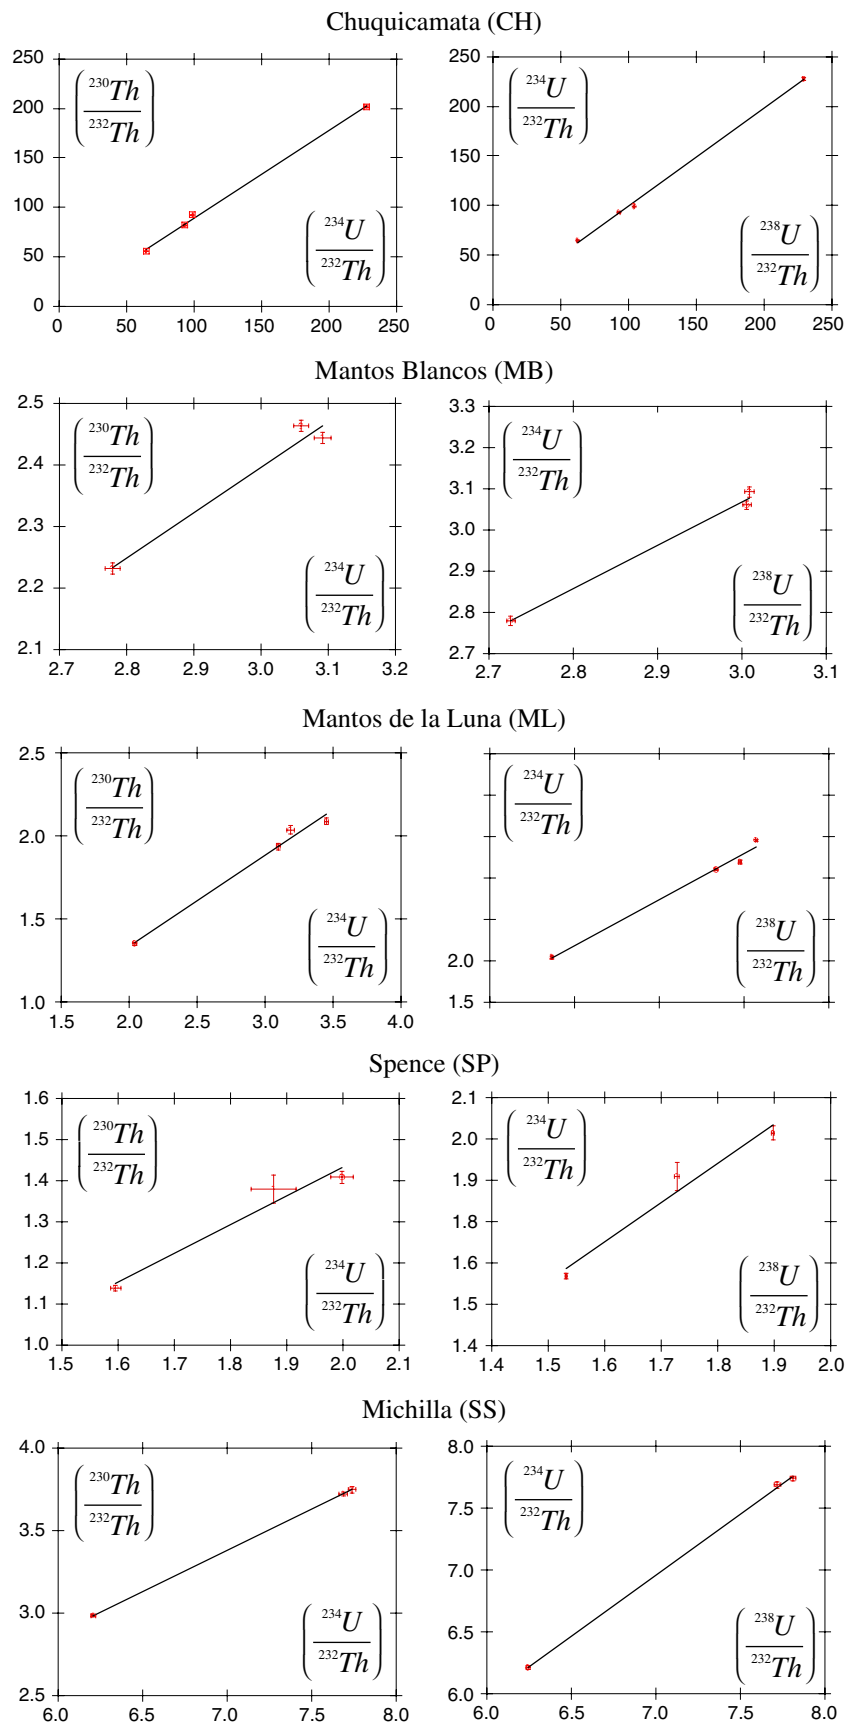 Chuquicamata (CH)
250
200
150
100
50
0
0 50 100 150 200 250
(230Th/232Th)
(234U/232Th)
250
200
150
100
50
0
0 50 100 150 200 250
(234U/232Th)
(238U/232Th)
Mantos Blancos (MB)
2.5
2.4
2.3
2.2
2.1
2.7 2.8 2.9 3.0 3.1 3.2
(230Th/232Th)
(234U/232Th)
3.3
3.2
3.1
3.0
2.9
2.8
2.7
2.7 2.8 2.9 3.0 3.1
(234U/232Th)
(238U/232Th)
Mantos de la Luna (ML)
2.5
2.0
1.5
1.0
1.5 2.0 2.5 3.0 3.5 4.0
(230Th/232Th)
(234U/232Th)
2.0
1.5
(234U/232Th)
(238U/232Th)
Spence (SP)
1.6
1.5
1.4
1.3
1.2
1.1
1.0
1.5 1.6 1.7 1.8 1.9 2.0 2.1
(230Th/232Th)
(234U/232Th)
2.1
2.0
1.9
1.8
1.6
1.5
1.4
1.4 1.5 1.6 1.7 1.8 1.9 2.0
(234U/232Th)
(238U/232Th)
Michilla (SS)
4.0
3.5
3.0
2.5
6.0 6.5 7.0 7.5 8.0
(230Th/232Th)
(234U/232Th)
8.0
7.5
7.0
6.5
6.0
6.0 6.5 7.0 7.5 8.0
(234U/232Th)
(238U/232Th)